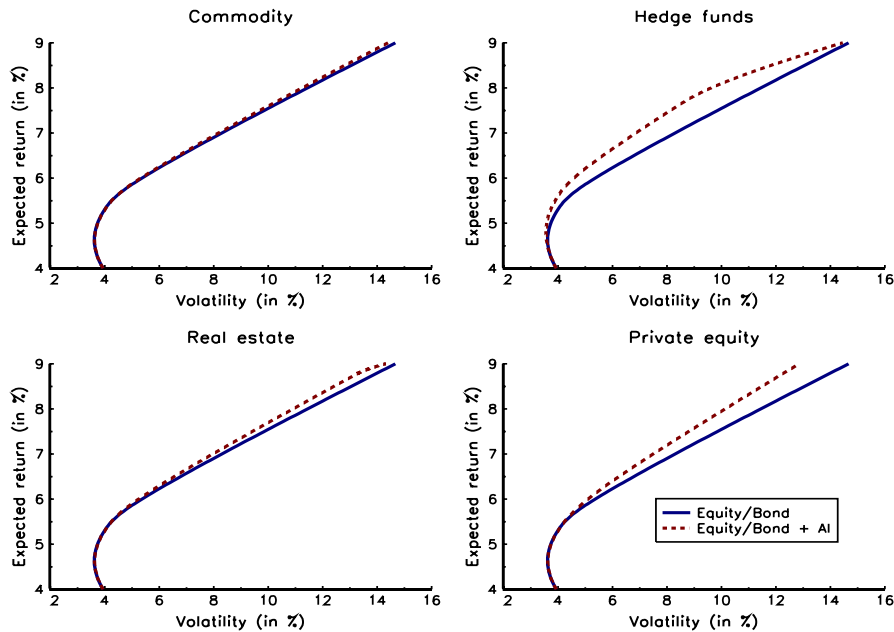 Commodity
Expected return (in %)
9
8
7
6
5
4
2 4 6 8 10 12 14 16
Volatility (in %)
Hedge funds
Expected return (in %)
9
8
7
6
5
4
2 4 6 8 10 12 14 16
Volatility (in %)
Real estate
Expected return (in %)
9
8
7
6
5
4
2 4 6 8 10 12 14 16
Volatility (in %)
Private equity
Expected return (in %)
9
8
7
6
5
4
Equity/Bond
Equity/Bond + AI
2 4 6 8 10 12 14 16
Volatility (in %)